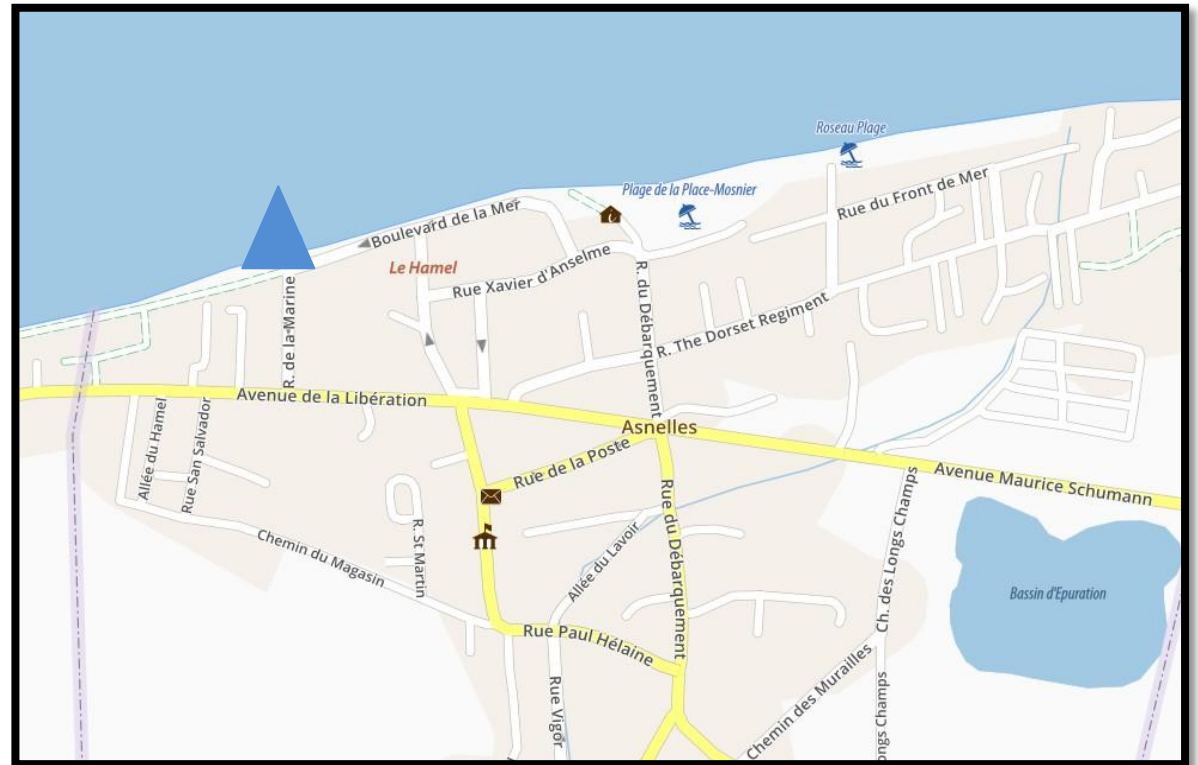 Roseau Plage
Plage de la Place-Mosnier
Rue du Front de Mer
Boulevard de la Mer
Le Hamel
Rue Xavier d'Anselme
R. du Débarquement
R. The Dorset Regiment
R. de la-Marine
Avenue de la Libération
Asnelles
Allée du Hamel
Rue San Salvador
Rue de la Poste
Avenue Maurice Schumann
Chemin du Magasin
R. St Martin
Allée du Lavoir
Rue du Débarquement
Ch. des Longs Champs
Bassin d'Epuration
Rue Paul Hélaine
Rue Vigor
Chemin des Murailles
ongs Champs